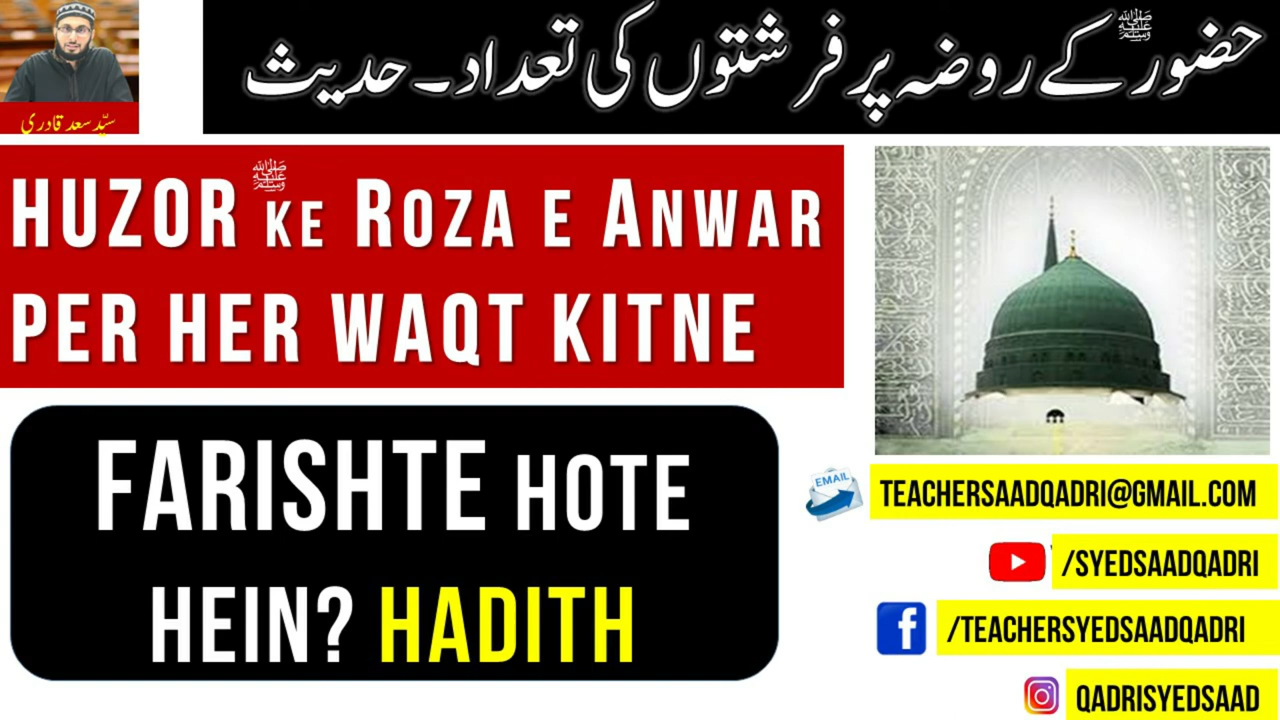 حضور ﷺ کے روضہ پر فرشتوں کی تعداد۔ حدیث
سیّد سعد قادری
HUZOR ﷺ KE ROZA E ANWAR
PER HER WAQT KITNE
FARISHTE HOTE
HEIN? HADITH
EMAIL
TEACHERSAADQADRI@GMAIL.COM
/SYEDSAADQADRI
/TEACHERSYEDSAADQADRI
QADRISYEDSAAD